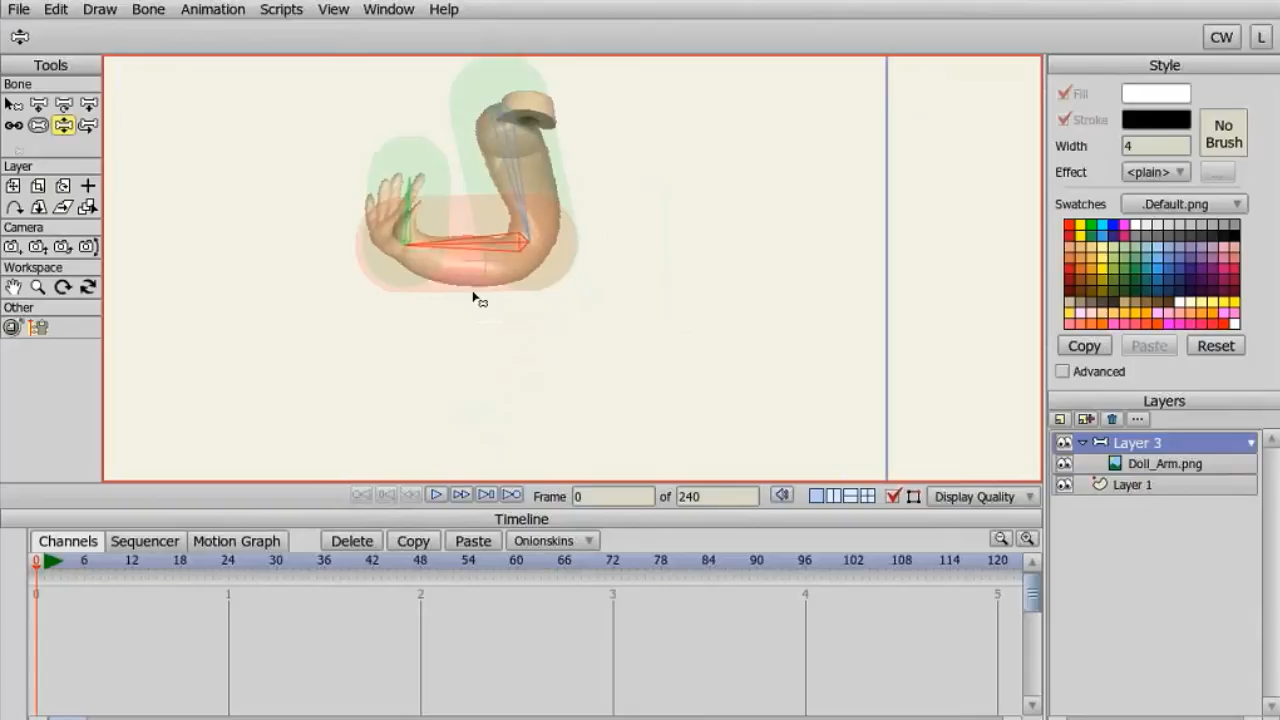 File Edit Draw Bone Animation Scripts View Window Help
CW L
Tools
Bone
Layer
Camera
Workspace
Other
Style
Fill
Stroke
No Brush
Width 4
Effect <plain> ...
Swatches .Default.png
Copy Paste Reset
Advanced
Layers
Layer 3
Doll_Arm.png
Layer 1
Frame 0 of 240 Display Quality
Timeline
Channels Sequencer Motion Graph Delete Copy Paste Onionskins
0 6 12 18 24 30 36 42 48 54 60 66 72 78 84 90 96 102 108 114 120
0 1 2 3 4 5